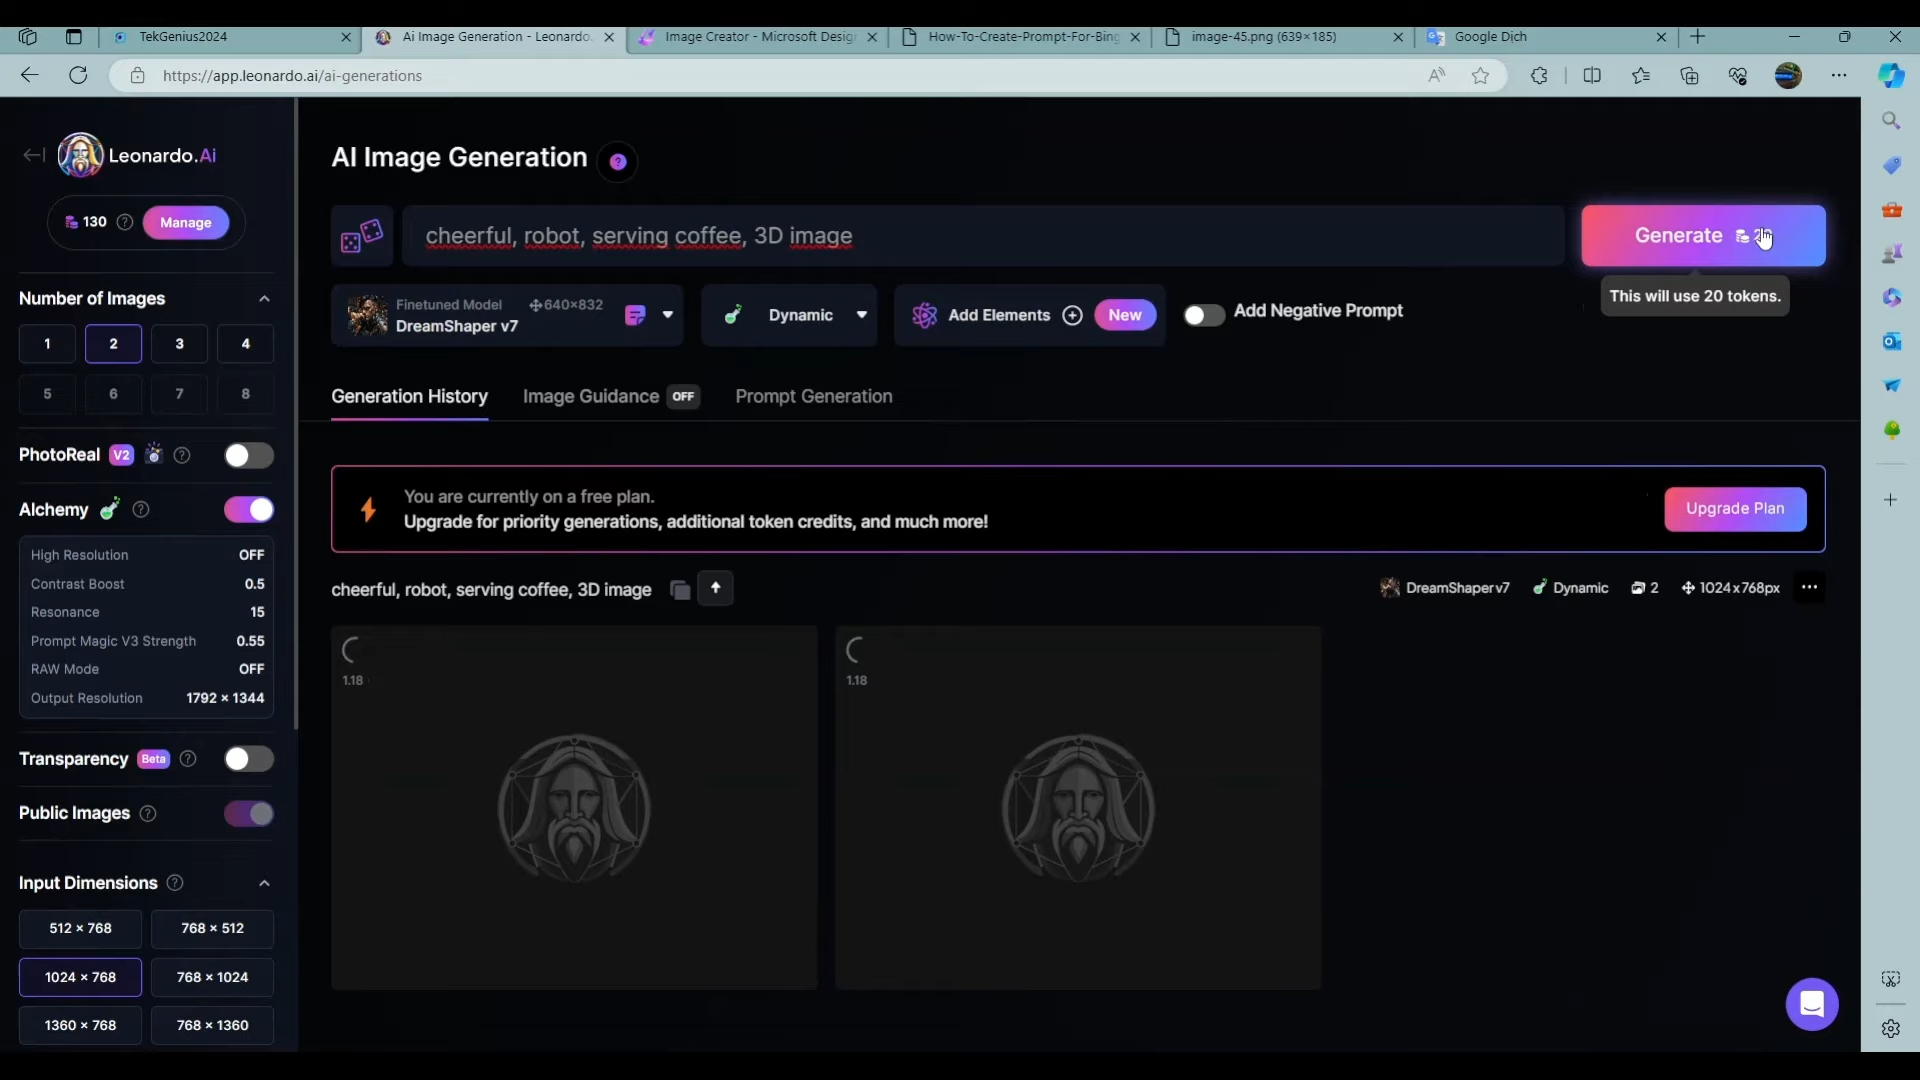 TekGenius2024
Ai Image Generation - Leonardo.
Image Creator - Microsoft Desig
How-To-Create-Prompt-For-Bing
image-45.png (639×185)
Google Dịch
https://app.leonardo.ai/ai-generations
Leonardo.Ai
130
Manage
AI Image Generation
cheerful, robot, serving coffee, 3D image
Generate
This will use 20 tokens.
Number of Images
1 2 3 4
5 6 7 8
Finetuned Model 640×832
DreamShaper v7
Dynamic
Add Elements
New
Add Negative Prompt
Generation History
Image Guidance OFF
Prompt Generation
PhotoReal V2
Alchemy
High Resolution OFF
Contrast Boost 0.5
Resonance 15
Prompt Magic V3 Strength 0.55
RAW Mode OFF
Output Resolution 1792 × 1344
Transparency Beta
Public Images
Input Dimensions
512 × 768 768 × 512
1024 × 768 768 × 1024
1360 × 768 768 × 1360
You are currently on a free plan.
Upgrade for priority generations, additional token credits, and much more!
Upgrade Plan
cheerful, robot, serving coffee, 3D image
DreamShaper v7 Dynamic 2 1024 x 768px
1.18
1.18